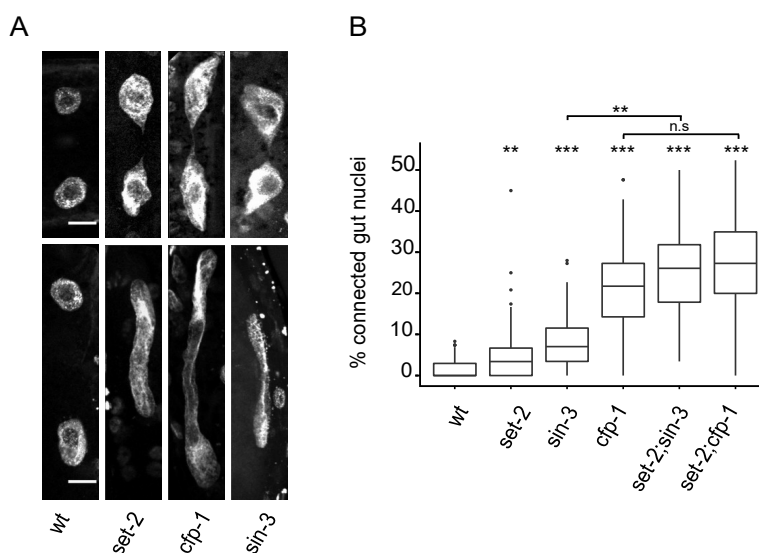 A
wt
set-2
cfp-1
sin-3
B
**
n.s
** *** *** *** ***
% connected gut nuclei
50
40
30
20
10
0
wt
set-2
sin-3
cfp-1
set-2;sin-3
set-2;cfp-1